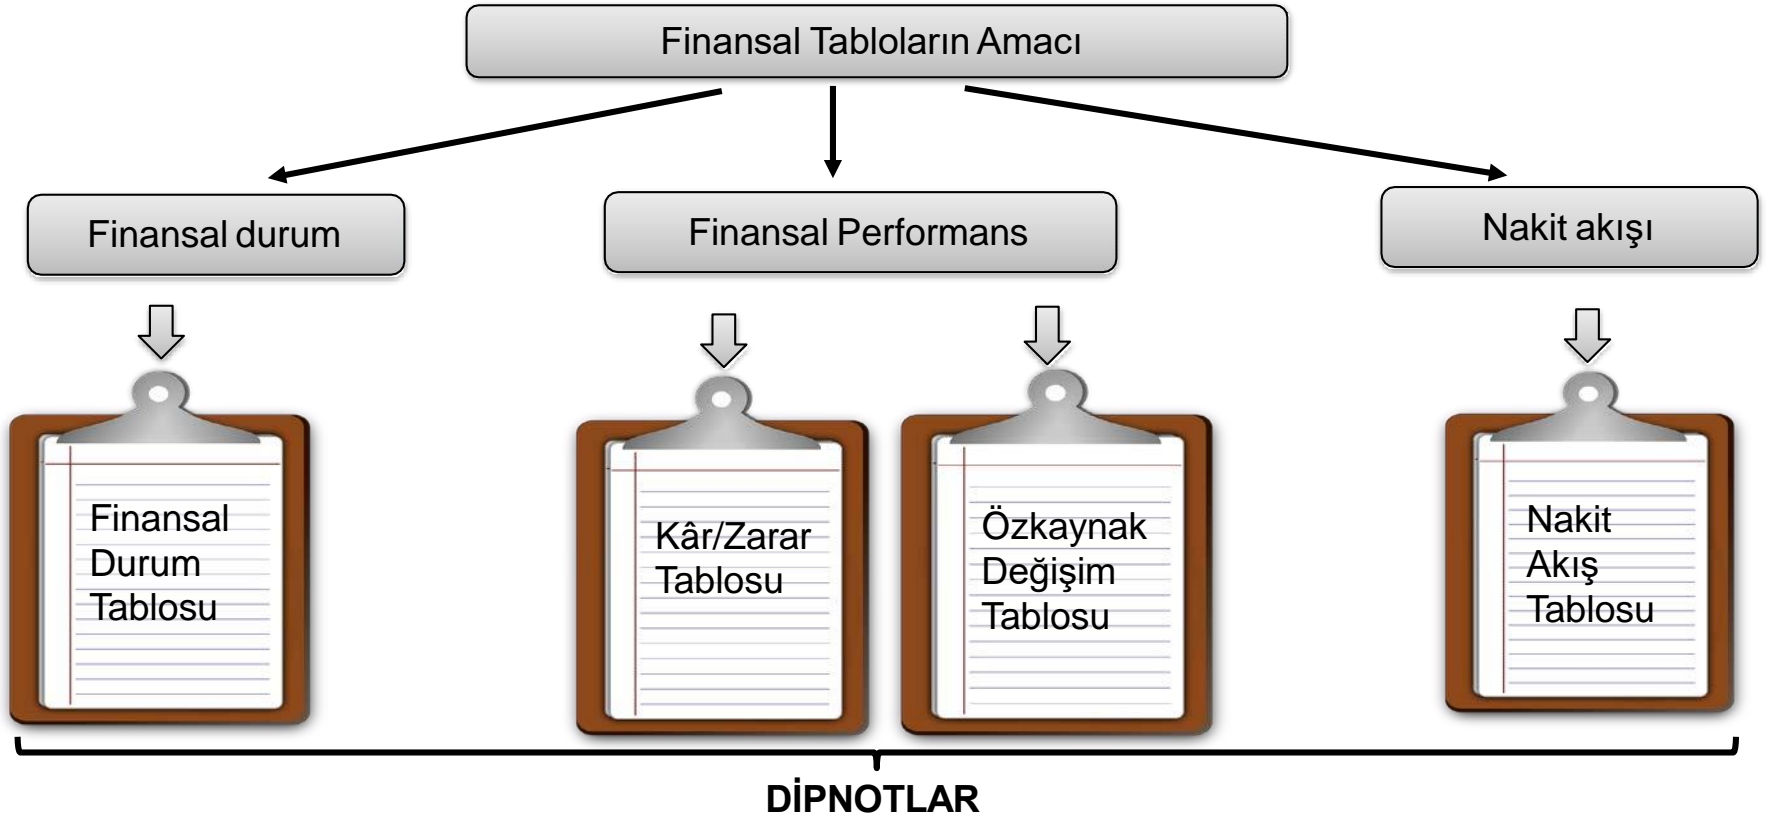 Finansal Tabloların Amacı
Finansal durum
Finansal Performans
Nakit akışı
Finansal
Durum
Tablosu
Kâr/Zarar
Tablosu
Özkaynak
Değişim
Tablosu
Nakit
Akış
Tablosu
DİPNOTLAR